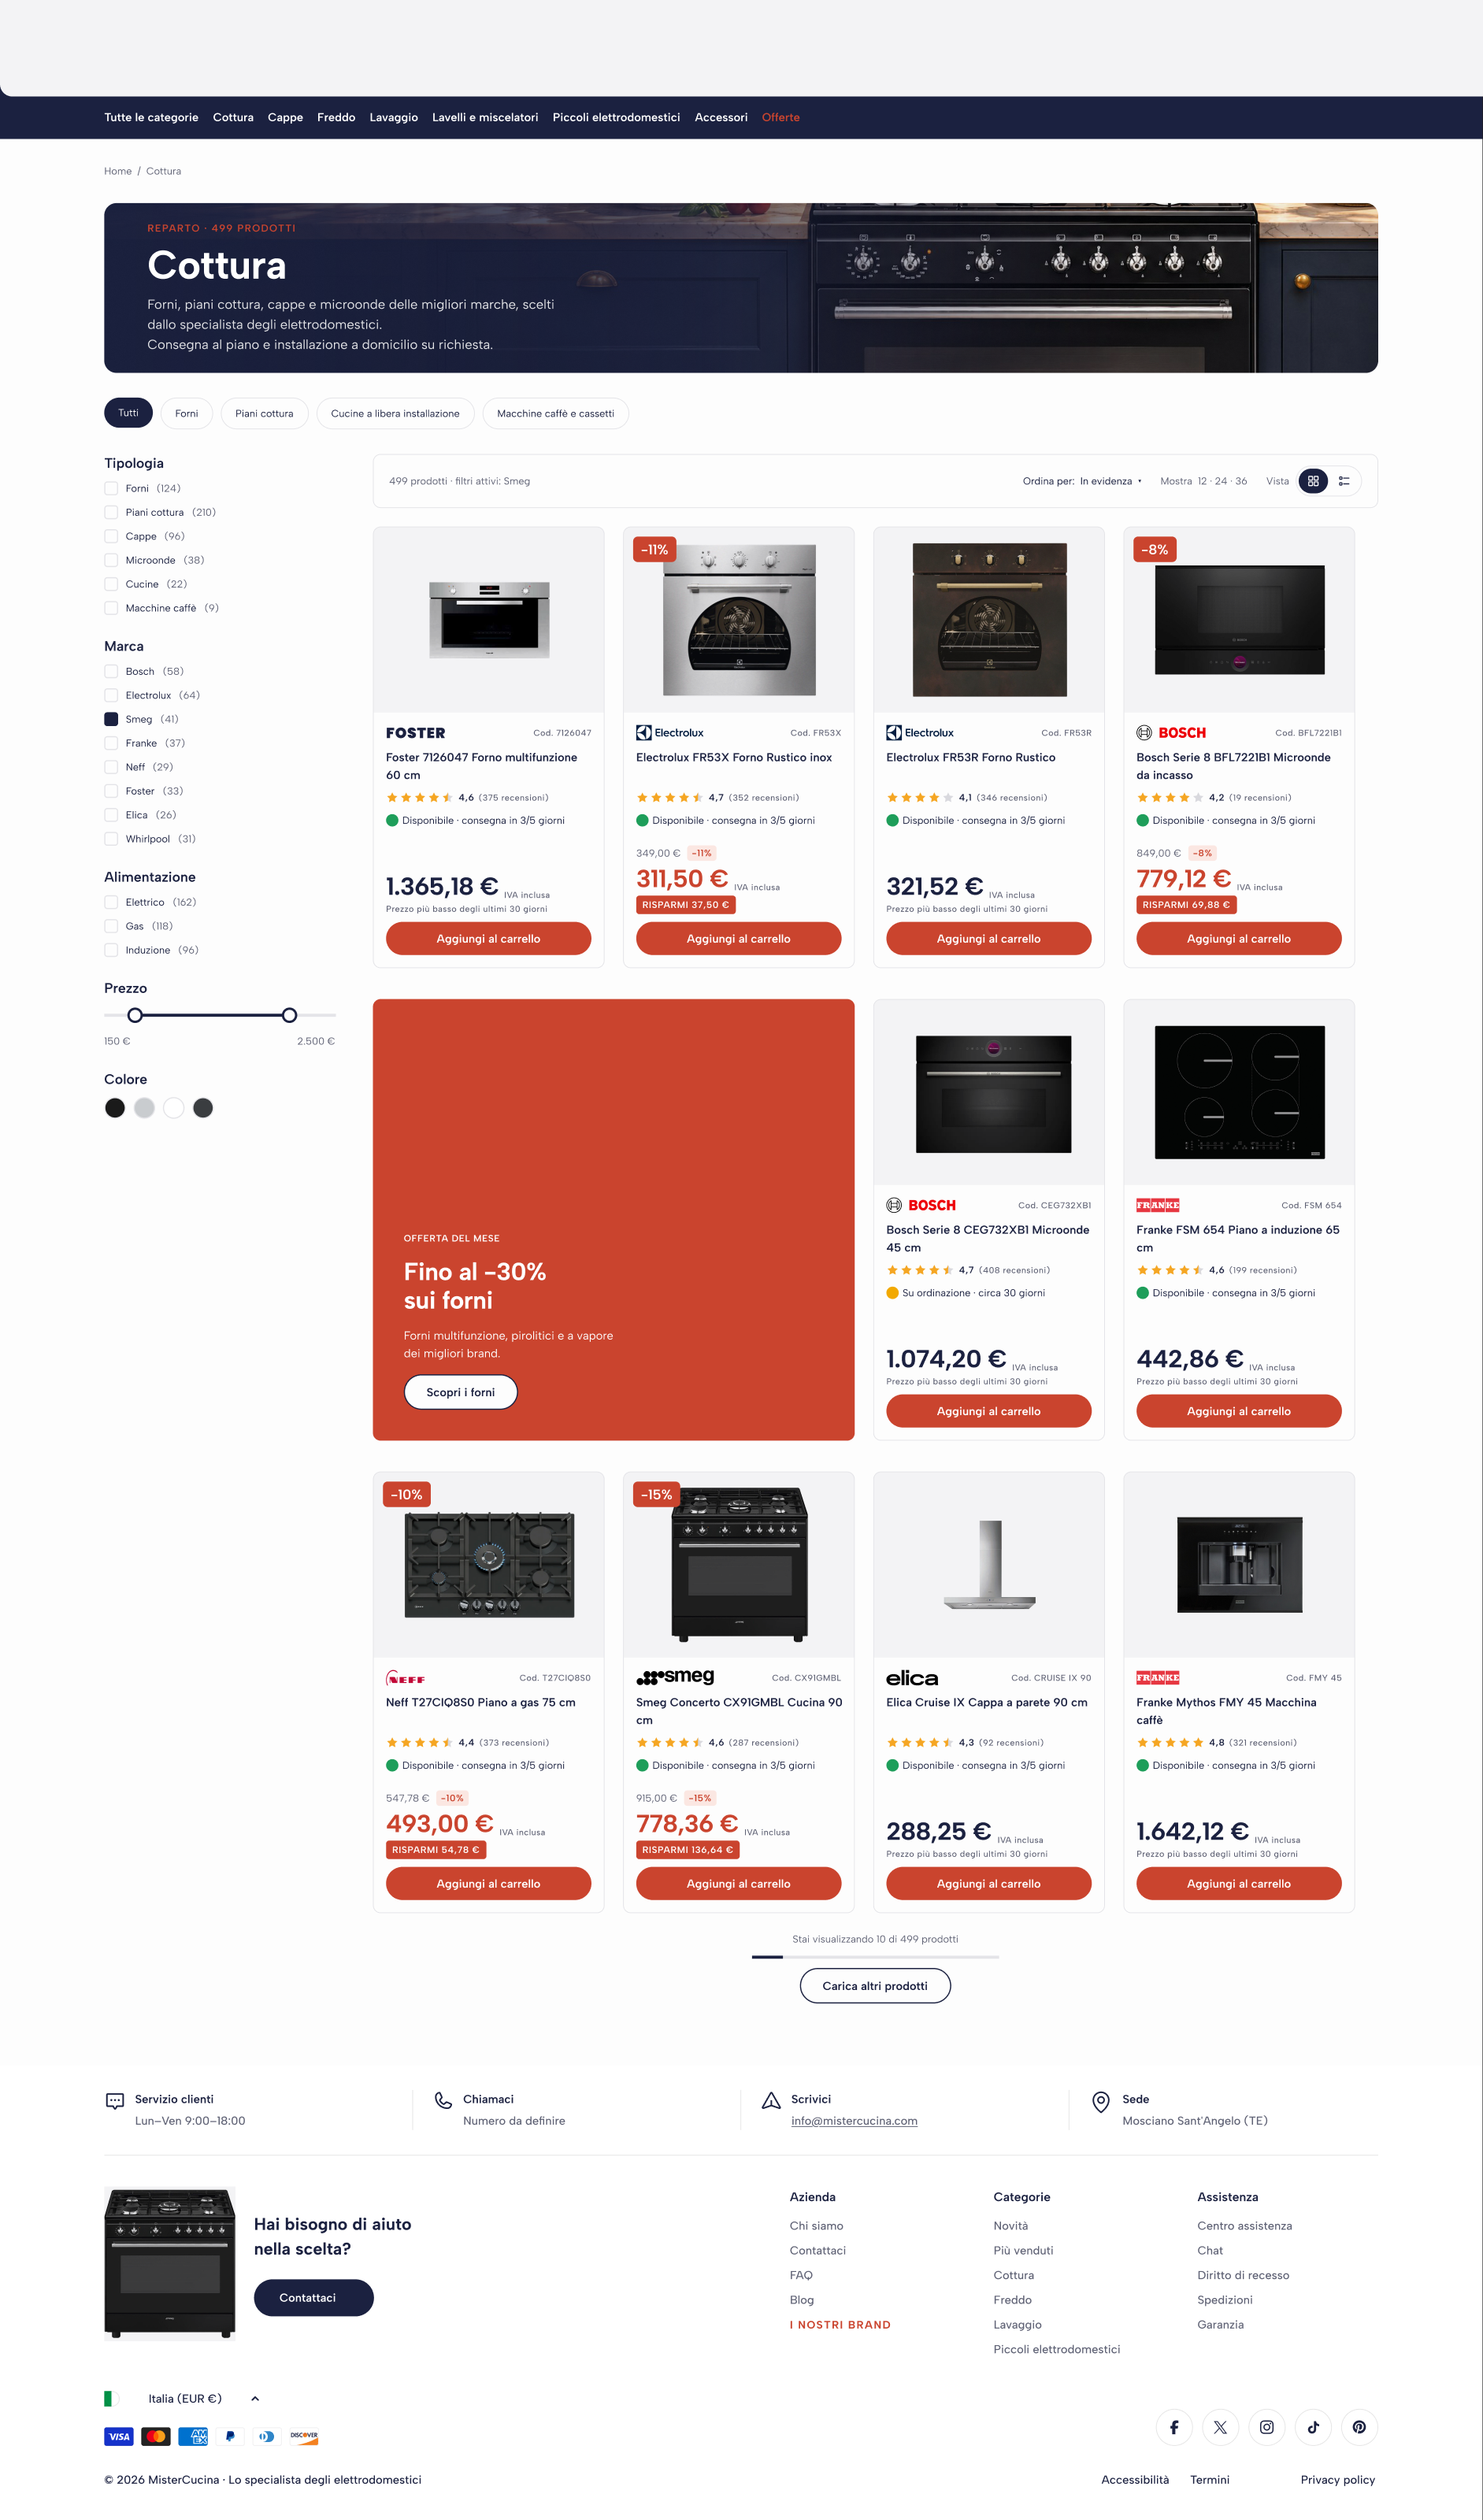 Tutte le categorie Cottura Cappe Freddo Lavaggio Lavelli e miscelatori Piccoli elettrodomestici Accessori Offerte
Home / Cottura
REPARTO · 499 PRODOTTI
Cottura
Forni, piani cottura, cappe e microonde delle migliori marche, scelti
dallo specialista degli elettrodomestici.
Consegna al piano e installazione a domicilio su richiesta.
Tutti Forni Piani cottura Cucine a libera installazione Macchine caffè e cassetti
Tipologia
Forni (124)
Piani cottura (210)
Cappe (96)
Microonde (38)
Cucine (22)
Macchine caffè (9)
Marca
Bosch (58)
Electrolux (64)
Smeg (41)
Franke (37)
Neff (29)
Foster (33)
Elica (26)
Whirlpool (31)
Alimentazione
Elettrico (162)
Gas (118)
Induzione (96)
Prezzo
150 € 2.500 €
Colore
499 prodotti · filtri attivi: Smeg
Ordina per: In evidenza
Mostra 12 · 24 · 36
Vista
FOSTER
Cod. 7126047
Foster 7126047 Forno multifunzione
60 cm
4,6 (375 recensioni)
Disponibile · consegna in 3/5 giorni
1.365,18 € IVA inclusa
Prezzo più basso degli ultimi 30 giorni
Aggiungi al carrello
-11%
Electrolux
Cod. FR53X
Electrolux FR53X Forno Rustico inox
4,7 (352 recensioni)
Disponibile · consegna in 3/5 giorni
349,00 € -11%
311,50 € IVA inclusa
RISPARMI 37,50 €
Aggiungi al carrello
Electrolux
Cod. FR53R
Electrolux FR53R Forno Rustico
4,1 (346 recensioni)
Disponibile · consegna in 3/5 giorni
321,52 € IVA inclusa
Prezzo più basso degli ultimi 30 giorni
Aggiungi al carrello
-8%
BOSCH
Cod. BFL7221B1
Bosch Serie 8 BFL7221B1 Microonde
da incasso
4,2 (19 recensioni)
Disponibile · consegna in 3/5 giorni
849,00 € -8%
779,12 € IVA inclusa
RISPARMI 69,88 €
Aggiungi al carrello
OFFERTA DEL MESE
Fino al -30%
sui forni
Forni multifunzione, pirolitici e a vapore
dei migliori brand.
Scopri i forni
BOSCH
Cod. CEG732XB1
Bosch Serie 8 CEG732XB1 Microonde
45 cm
4,7 (408 recensioni)
Su ordinazione · circa 30 giorni
1.074,20 € IVA inclusa
Prezzo più basso degli ultimi 30 giorni
Aggiungi al carrello
FRANKE
Cod. FSM 654
Franke FSM 654 Piano a induzione 65
cm
4,6 (199 recensioni)
Disponibile · consegna in 3/5 giorni
442,86 € IVA inclusa
Prezzo più basso degli ultimi 30 giorni
Aggiungi al carrello
-10%
NEFF
Cod. T27CIQ8S0
Neff T27CIQ8S0 Piano a gas 75 cm
4,4 (373 recensioni)
Disponibile · consegna in 3/5 giorni
547,78 € -10%
493,00 € IVA inclusa
RISPARMI 54,78 €
Aggiungi al carrello
-15%
smeg
Cod. CX91GMBL
Smeg Concerto CX91GMBL Cucina 90
cm
4,6 (287 recensioni)
Disponibile · consegna in 3/5 giorni
915,00 € -15%
778,36 € IVA inclusa
RISPARMI 136,64 €
Aggiungi al carrello
elica
Cod. CRUISE IX 90
Elica Cruise IX Cappa a parete 90 cm
4,3 (92 recensioni)
Disponibile · consegna in 3/5 giorni
288,25 € IVA inclusa
Prezzo più basso degli ultimi 30 giorni
Aggiungi al carrello
FRANKE
Cod. FMY 45
Franke Mythos FMY 45 Macchina
caffè
4,8 (321 recensioni)
Disponibile · consegna in 3/5 giorni
1.642,12 € IVA inclusa
Prezzo più basso degli ultimi 30 giorni
Aggiungi al carrello
Stai visualizzando 10 di 499 prodotti
Carica altri prodotti
Servizio clienti
Lun–Ven 9:00–18:00
Chiamaci
Numero da definire
Scrivici
info@mistercucina.com
Sede
Mosciano Sant'Angelo (TE)
Hai bisogno di aiuto
nella scelta?
Contattaci
Azienda
Chi siamo
Contattaci
FAQ
Blog
I NOSTRI BRAND
Categorie
Novità
Più venduti
Cottura
Freddo
Lavaggio
Piccoli elettrodomestici
Assistenza
Centro assistenza
Chat
Diritto di recesso
Spedizioni
Garanzia
Italia (EUR €)
VISA AMEX DISCOVER
© 2026 MisterCucina · Lo specialista degli elettrodomestici
Accessibilità Termini Privacy policy